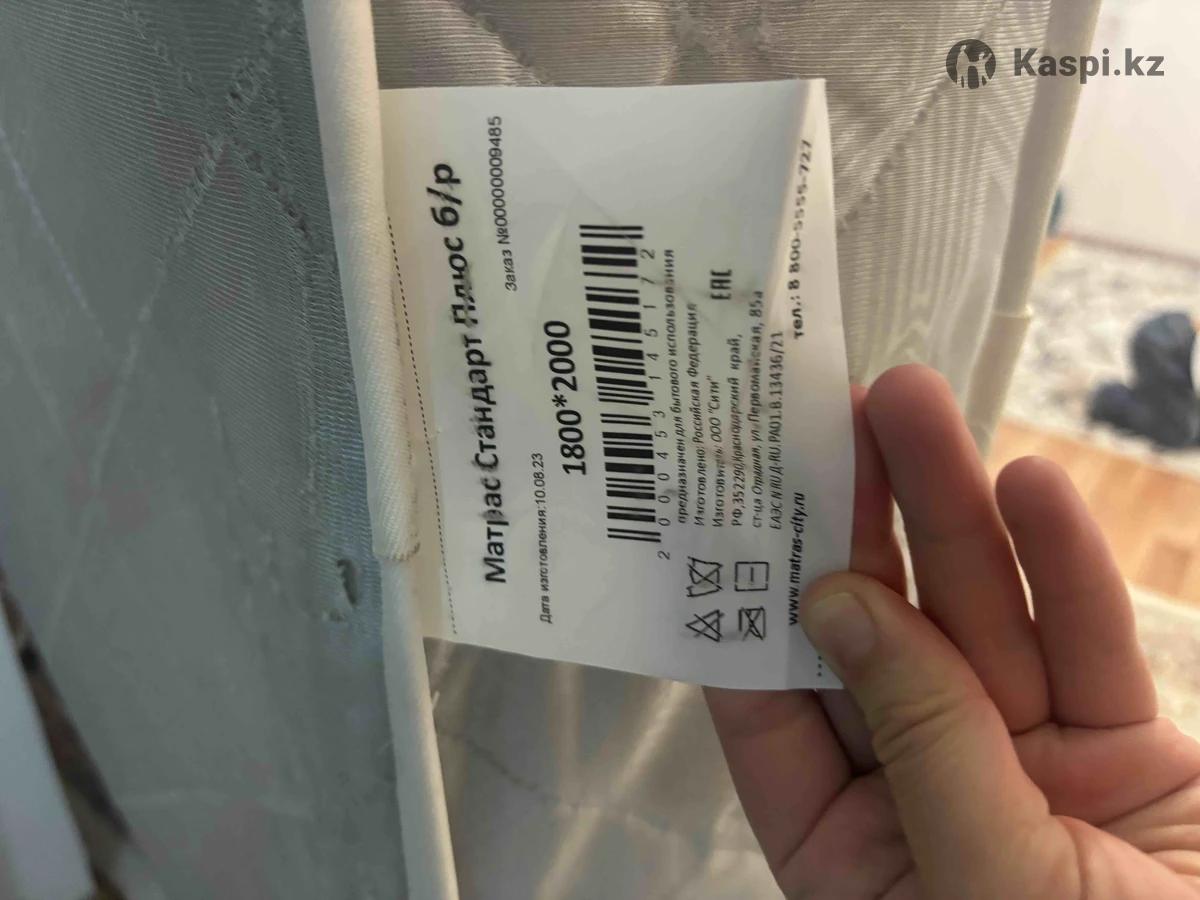 Kaspi.kz
Матрас Стандарт Плюс б/р
Заказ №00000009485
Дата изготовления:10.08.23
1800*2000
2 000453 145172
предназначен для бытового использования
Изготовлено: Российская Федерация
Изготовитель: ООО "Сити"
EAC
РФ,352290,Краснодарский край,
ст-ца Отрадная, ул.Первомайская, 85а
ЕАЭС N RU Д-RU.РА01.В.13436/21
www.matras-city.ru
тел.: 8 800-5555-727